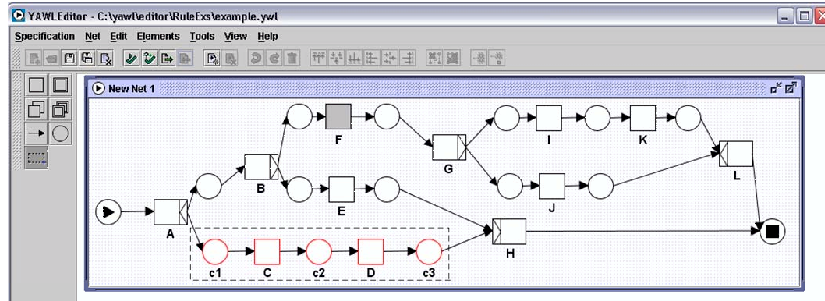 YAWLEditor - C:\yawl\editor\RuleExs\example.ywl
Specification Net Edit Elements Tools View Help
New Net 1
F
I
K
B
G
L
E
J
A
H
c1 C c2 D c3